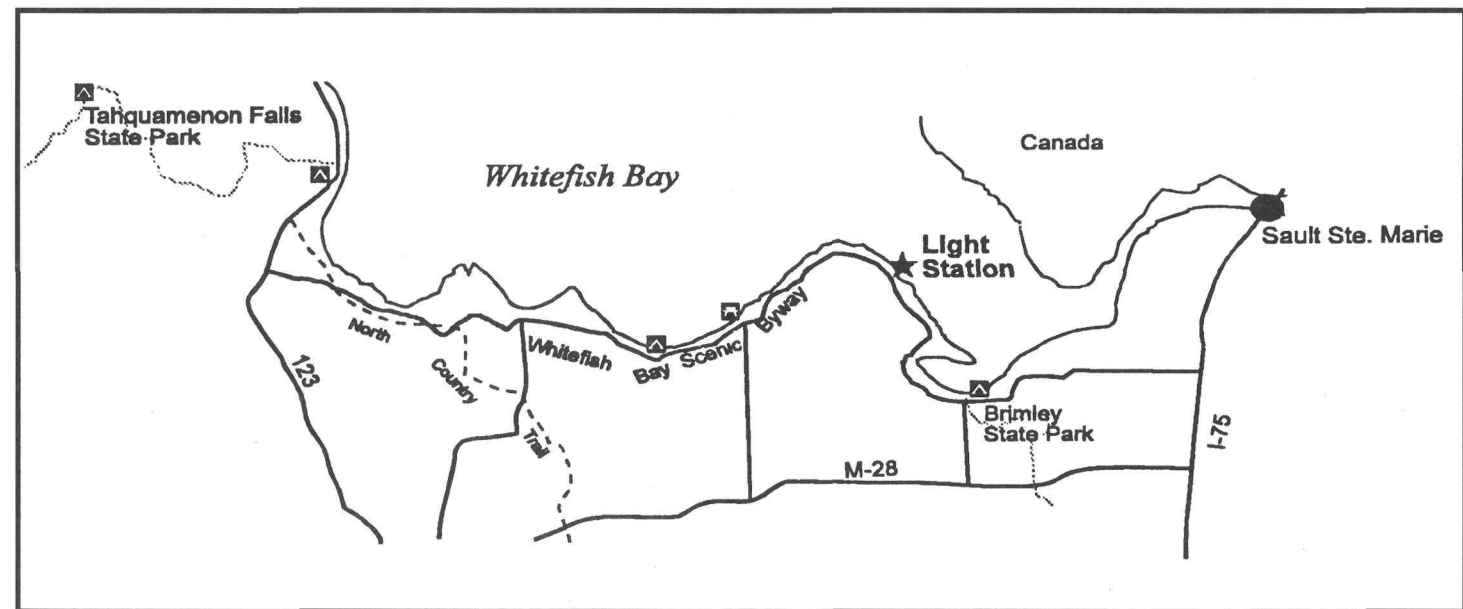 Tahquamenon Falls
State Park
Whitefish Bay
Canada
Light
Station
Sault Ste. Marie
North
Country
Trail
Whitefish
Bay Scenic
Byway
123
Brimley
State Park
M-28
I-75